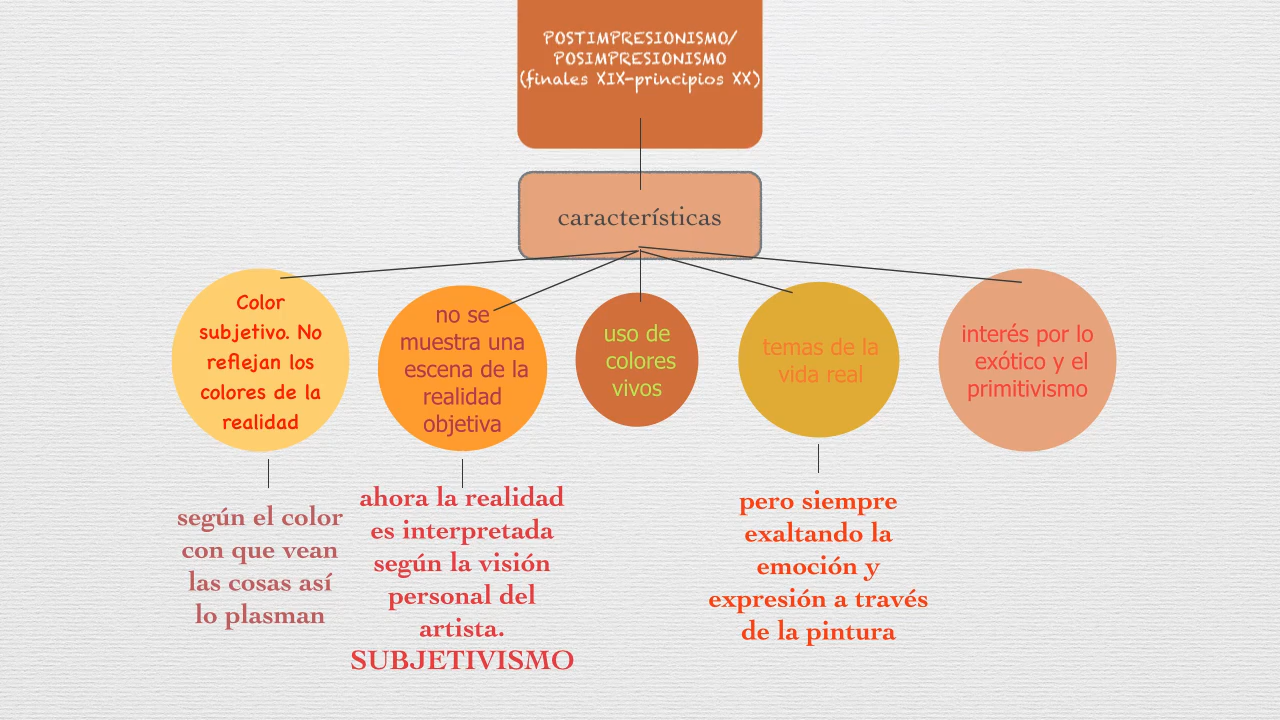 POSTIMPRESIONISMO/
POSIMPRESIONISMO
(finales XIX-principios XX)
características
Color
subjetivo. No
reflejan los
colores de la
realidad
no se
muestra una
escena de la
realidad
objetiva
uso de
colores
vivos
temas de la
vida real
interés por lo
exótico y el
primitivismo
según el color
con que vean
las cosas así
lo plasman
ahora la realidad
es interpretada
según la visión
personal del
artista.
SUBJETIVISMO
pero siempre
exaltando la
emoción y
expresión a través
de la pintura